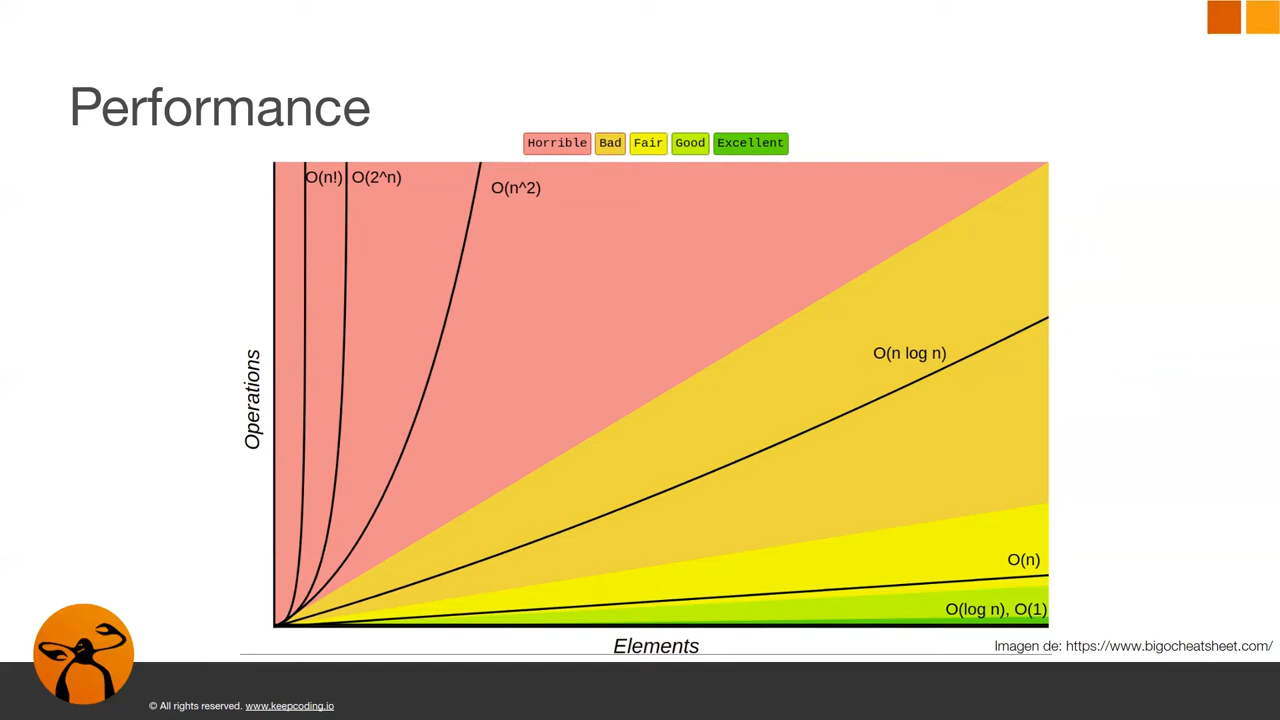 Performance
Horrible Bad Fair Good Excellent
O(n!) O(2^n)
O(n^2)
O(n log n)
O(n)
O(log n), O(1)
Operations
Elements
Imagen de: https://www.bigocheatsheet.com/
© All rights reserved. www.keepcoding.io